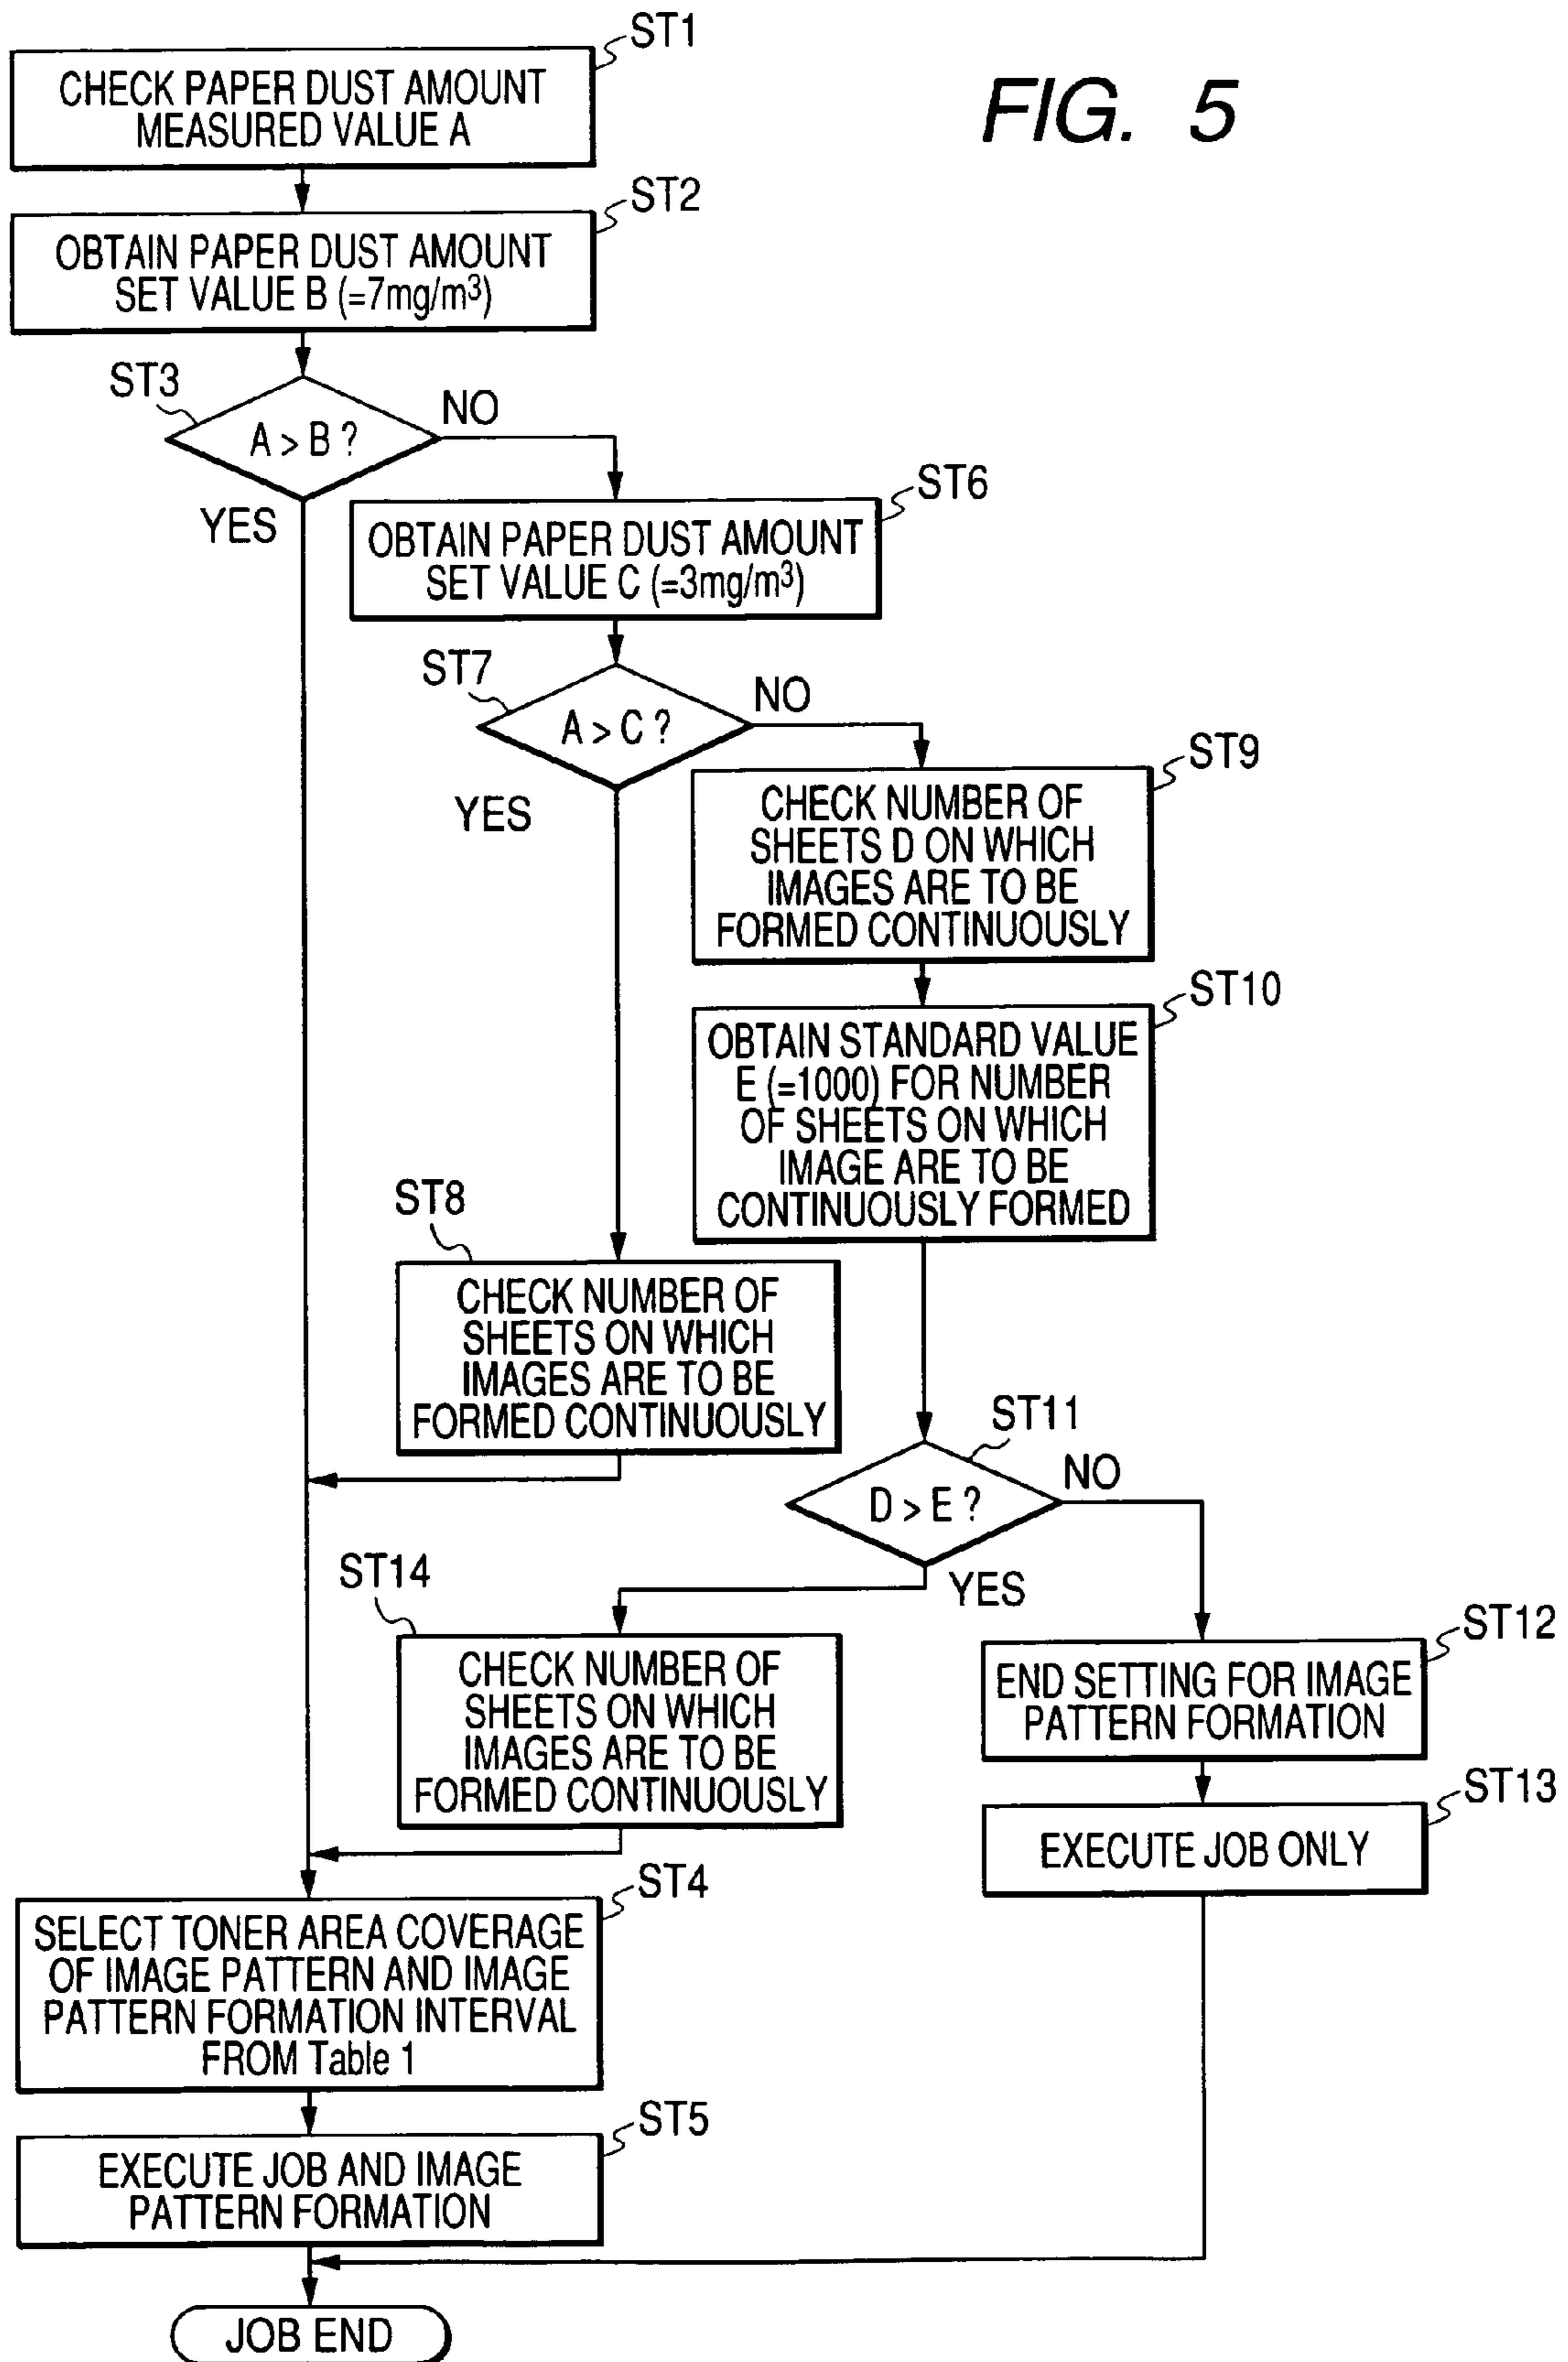 FIG. 5
ST1
CHECK PAPER DUST AMOUNT
MEASURED VALUE A
ST2
OBTAIN PAPER DUST AMOUNT
SET VALUE B (=7mg/m³)
ST3
A > B ?
NO
YES
ST6
OBTAIN PAPER DUST AMOUNT
SET VALUE C (=3mg/m³)
ST7
A > C ?
NO
YES
ST9
CHECK NUMBER OF
SHEETS D ON WHICH
IMAGES ARE TO BE
FORMED CONTINUOUSLY
ST10
OBTAIN STANDARD VALUE
E (=1000) FOR NUMBER
OF SHEETS ON WHICH
IMAGE ARE TO BE
CONTINUOUSLY FORMED
ST8
CHECK NUMBER OF
SHEETS ON WHICH
IMAGES ARE TO BE
FORMED CONTINUOUSLY
ST11
D > E ?
NO
YES
ST14
CHECK NUMBER OF
SHEETS ON WHICH
IMAGES ARE TO BE
FORMED CONTINUOUSLY
ST12
END SETTING FOR IMAGE
PATTERN FORMATION
ST13
EXECUTE JOB ONLY
ST4
SELECT TONER AREA COVERAGE
OF IMAGE PATTERN AND IMAGE
PATTERN FORMATION INTERVAL
FROM Table 1
ST5
EXECUTE JOB AND IMAGE
PATTERN FORMATION
JOB END